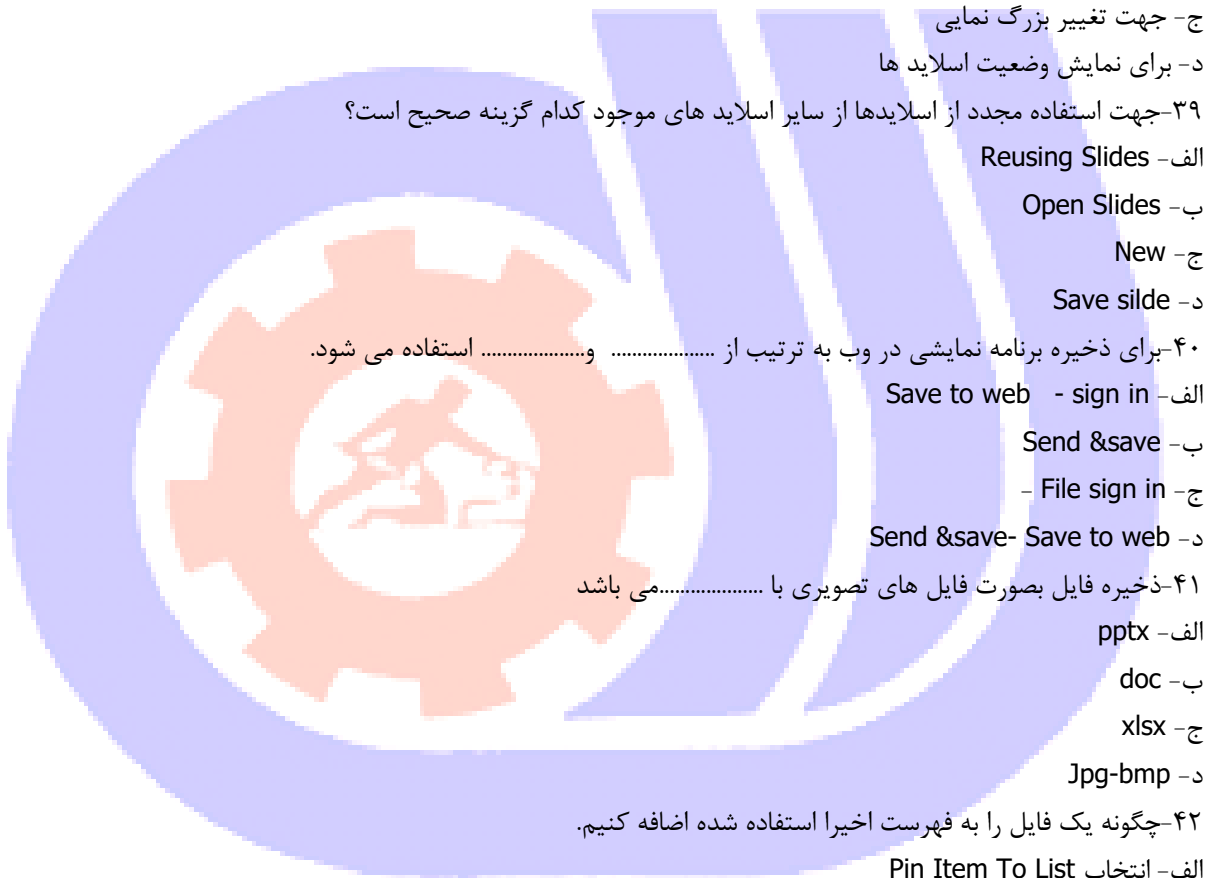 ج- جهت تغییر بزرگ نمایی
د- برای نمایش وضعیت اسلاید ها
۳۹-جهت استفاده مجدد از اسلایدها از سایر اسلاید های موجود کدام گزینه صحیح است؟
الف- Reusing Slides
ب- Open Slides
ج- New
د- Save silde
۴۰-برای ذخیره برنامه نمایشی در وب به ترتیب از .................... و.................... استفاده می شود.
الف- Save to web - sign in
ب- Send &save
ج- File sign in -
د- Send &save- Save to web
۴۱-ذخیره فایل بصورت فایل های تصویری با ....................می باشد
الف- pptx
ب- doc
ج- xlsx
د- Jpg-bmp
۴۲-چگونه یک فایل را به فهرست اخیرا استفاده شده اضافه کنیم.
الف- انتخاب Pin Item To List